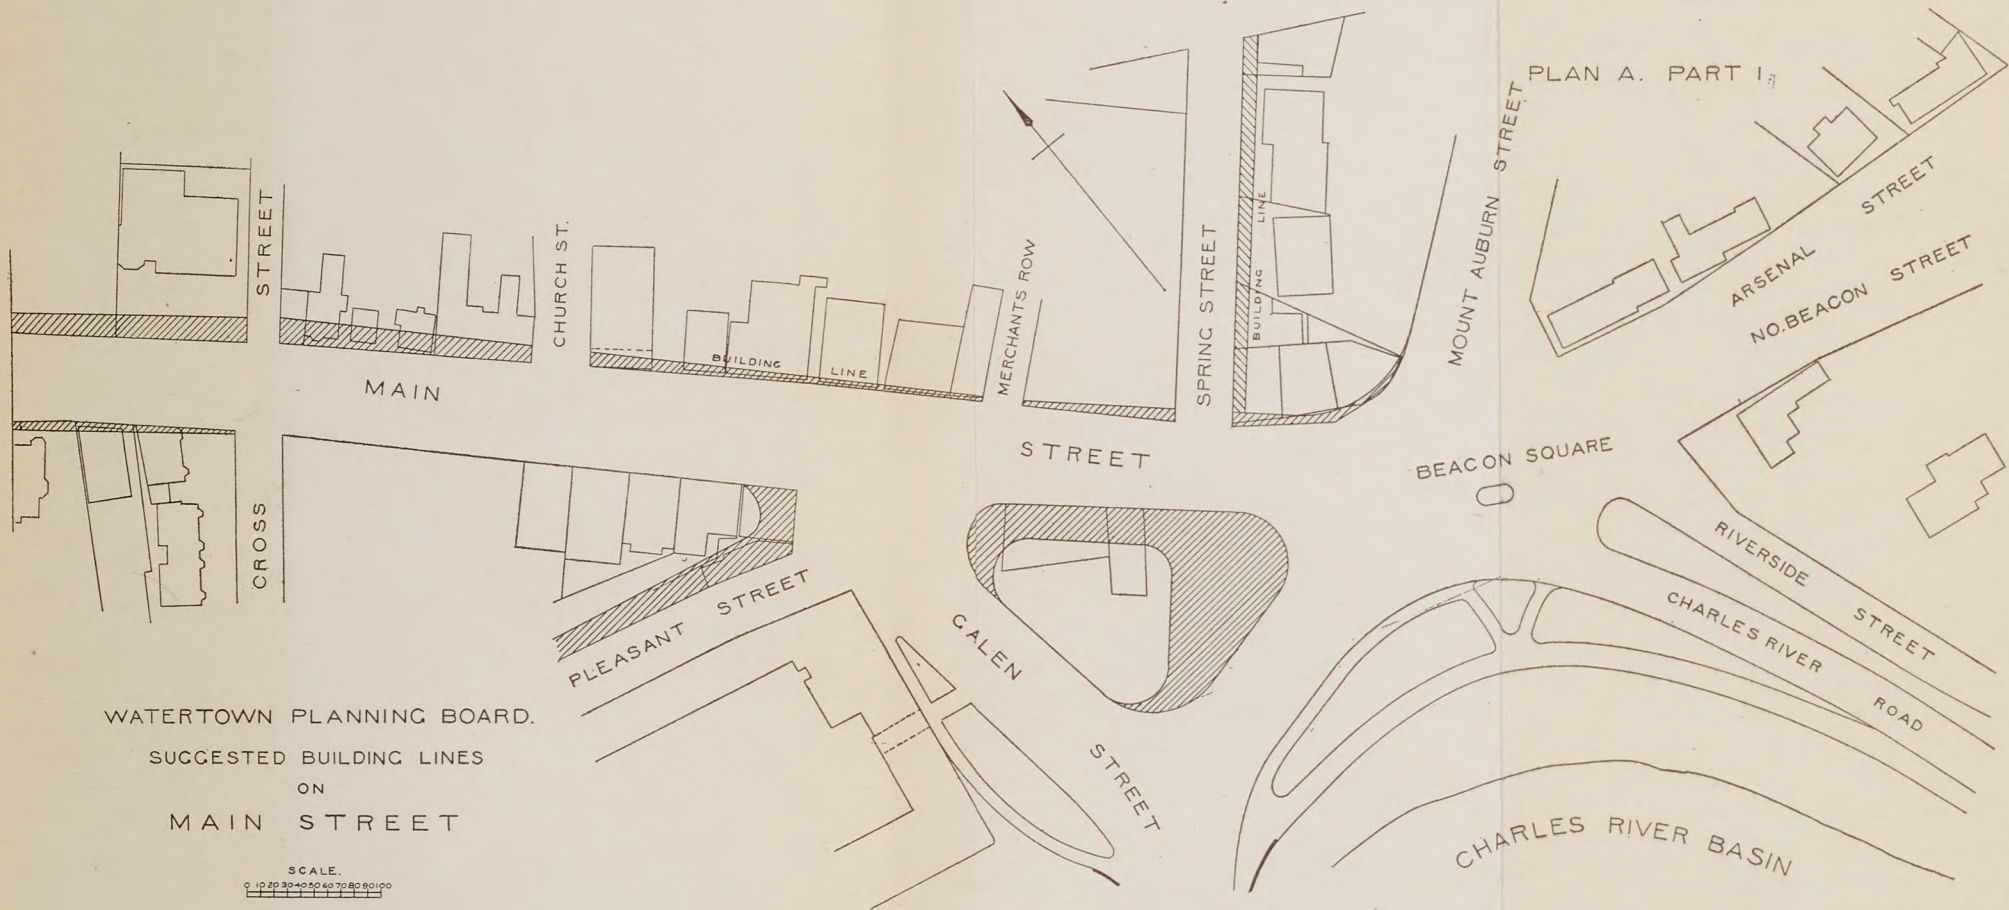 PLAN A. PART I.
STREET
CHURCH ST.
MERCHANTS ROW
SPRING STREET
BUILDING LINE
MOUNT AUBURN STREET
ARSENAL STREET
NO. BEACON STREET
BUILDING LINE
MAIN
STREET
BEACON SQUARE
CROSS
PLEASANT STREET
GALEN
STREET
RIVERSIDE STREET
CHARLES RIVER ROAD
CHARLES RIVER BASIN
WATERTOWN PLANNING BOARD.
SUGGESTED BUILDING LINES
ON
MAIN STREET
SCALE.
0 10 20 30 40 50 60 70 80 90 100